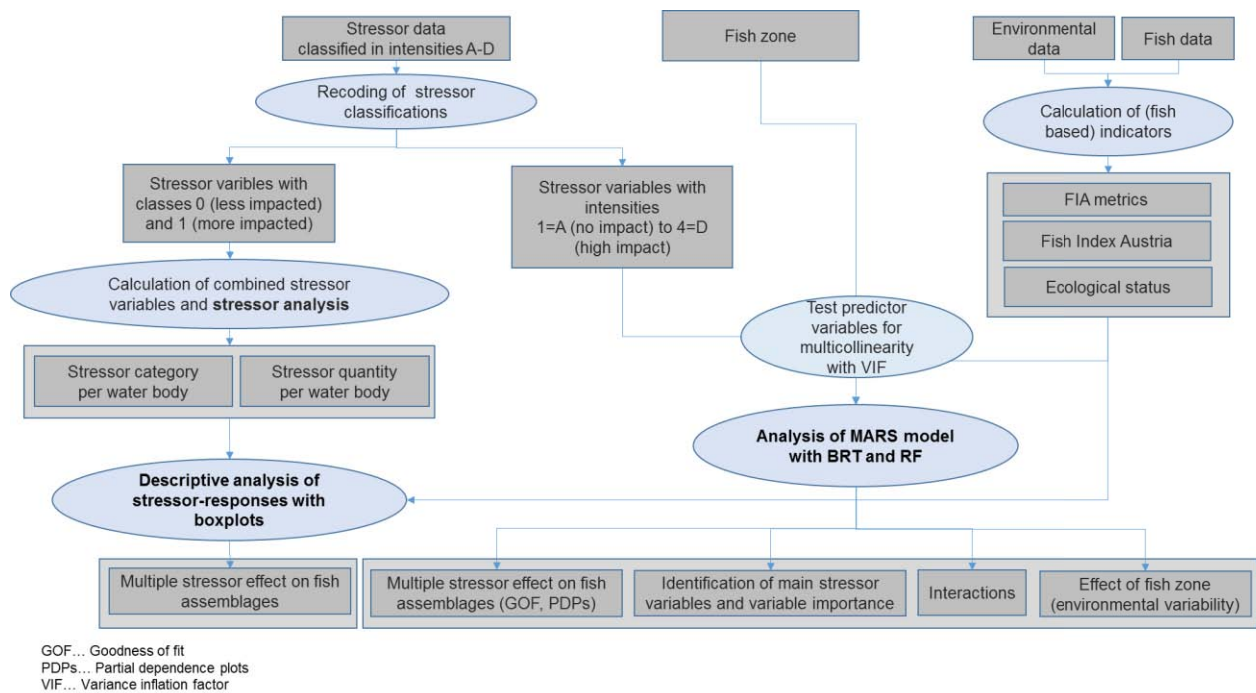 Stressor data
classified in intensities A-D
Fish zone
Environmental
data
Fish data
Recoding of stressor
classifications
Calculation of (fish
based) indicators
Stressor varibles with
classes 0 (less impacted)
and 1 (more impacted)
Stressor variables with
intensities
1=A (no impact) to 4=D
(high impact)
FIA metrics
Fish Index Austria
Ecological status
Calculation of combined stressor
variables and stressor analysis
Test predictor
variables for
multicollinearity
with VIF
Stressor category
per water body
Stressor quantity
per water body
Analysis of MARS model
with BRT and RF
Descriptive analysis of
stressor-responses with
boxplots
Multiple stressor effect on fish
assemblages
Multiple stressor effect on fish
assemblages (GOF, PDPs)
Identification of main stressor
variables and variable importance
Interactions
Effect of fish zone
(environmental variability)
GOF... Goodness of fit
PDPs... Partial dependence plots
VIF... Variance inflation factor